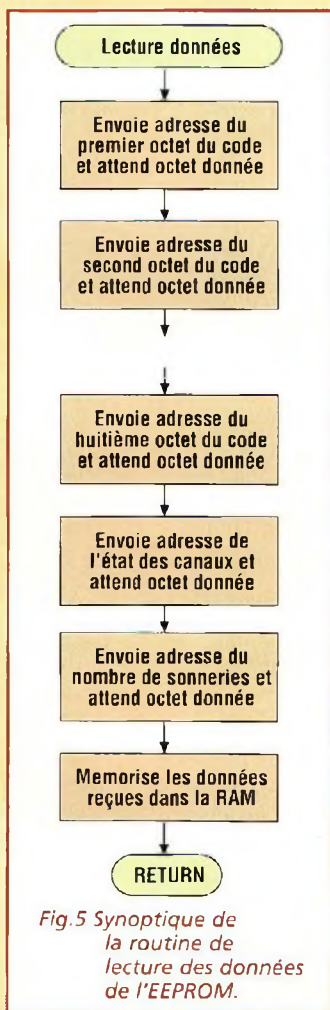 Lecture données
Envoie adresse du
premier octet du code
et attend octet donnée
Envoie adresse du
second octet du code
et attend octet donnée
Envoie adresse du
huitième octet du code
et attend octet donnée
Envoie adresse de
l'état des canaux et
attend octet donnée
Envoie adresse du
nombre de sonneries et
attend octet donnée
Memorise les données
reçues dans la RAM
RETURN
Fig.5 Synoptique de
la routine de
lecture des données
de l'EEPROM.